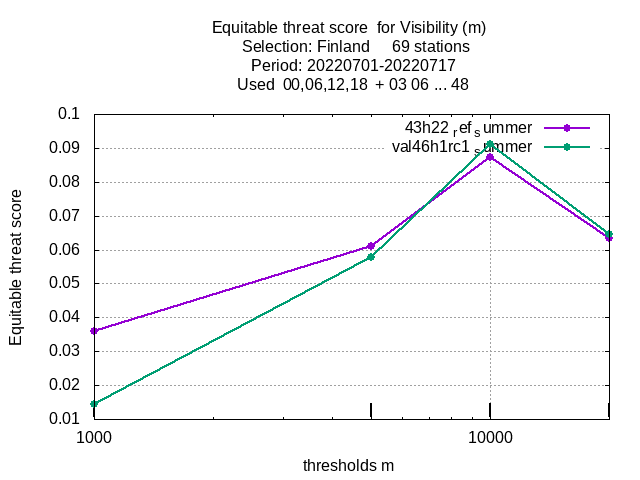 Equitable threat score for Visibility (m)
Selection: Finland 69 stations
Period: 20220701-20220717
Used 00,06,12,18 + 03 06 ... 48
43h22 ref summer
val46h1rc1 summer
Equitable threat score
0.1
0.09
0.08
0.07
0.06
0.05
0.04
0.03
0.02
0.01
1000 10000
thresholds m